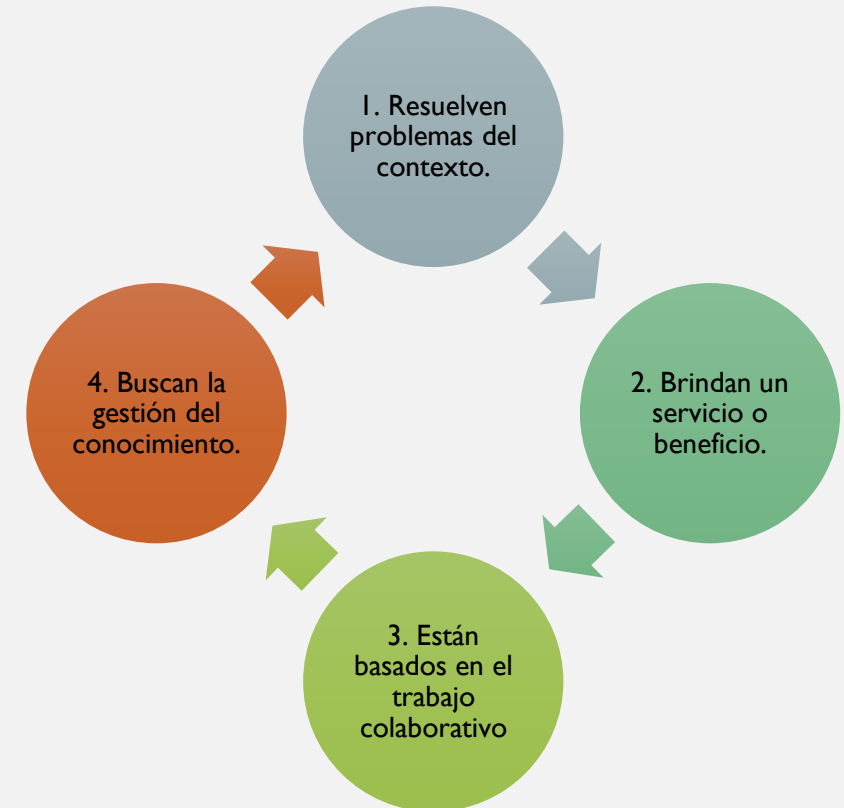 1. Resuelven
problemas del
contexto.
2. Brindan un
servicio o
beneficio.
3. Están
basados en el
trabajo
colaborativo
4. Buscan la
gestión del
conocimiento.